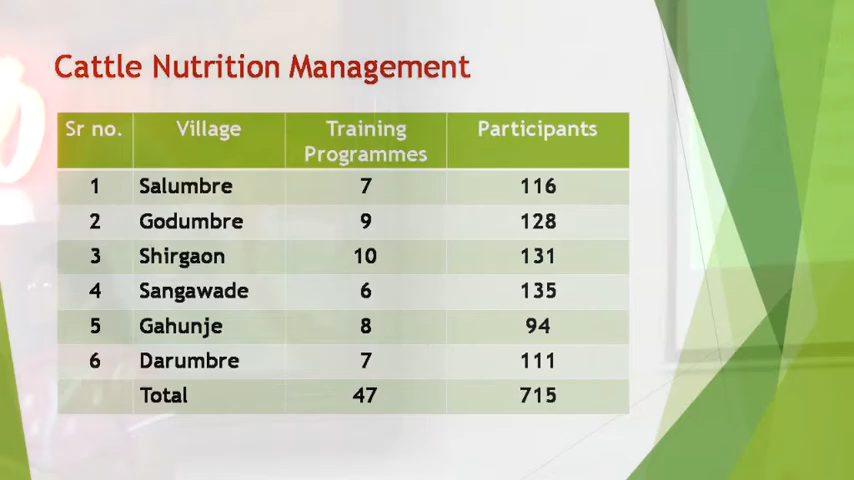 Cattle Nutrition Management
Sr no. Village Training Programmes Participants
1 Salumbre 7 116
2 Godumbre 9 128
3 Shirgaon 10 131
4 Sangawade 6 135
5 Gahunje 8 94
6 Darumbre 7 111
Total 47 715